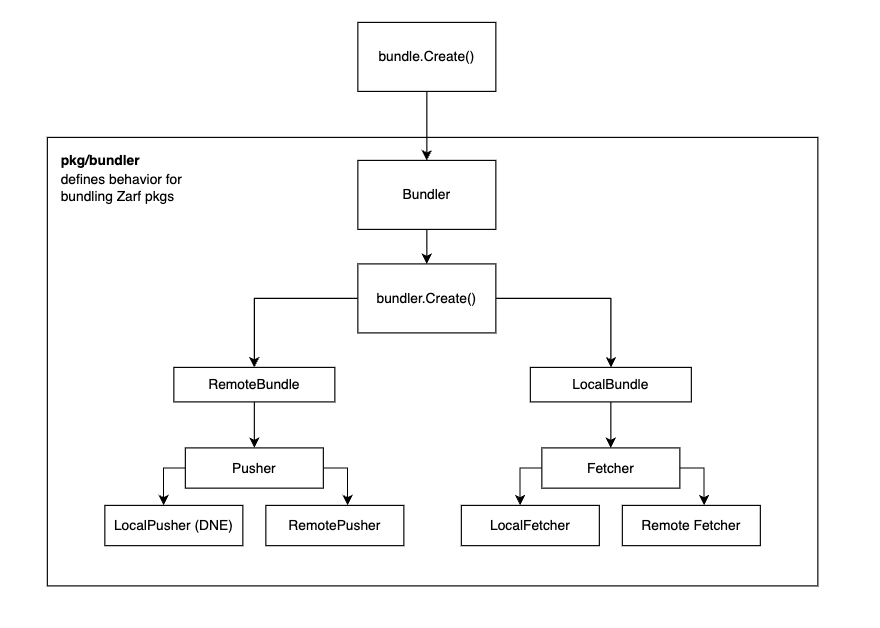 bundle.Create()
pkg/bundler
defines behavior for
bundling Zarf pkgs
Bundler
bundler.Create()
RemoteBundle
LocalBundle
Pusher
Fetcher
LocalPusher (DNE)
RemotePusher
LocalFetcher
Remote Fetcher